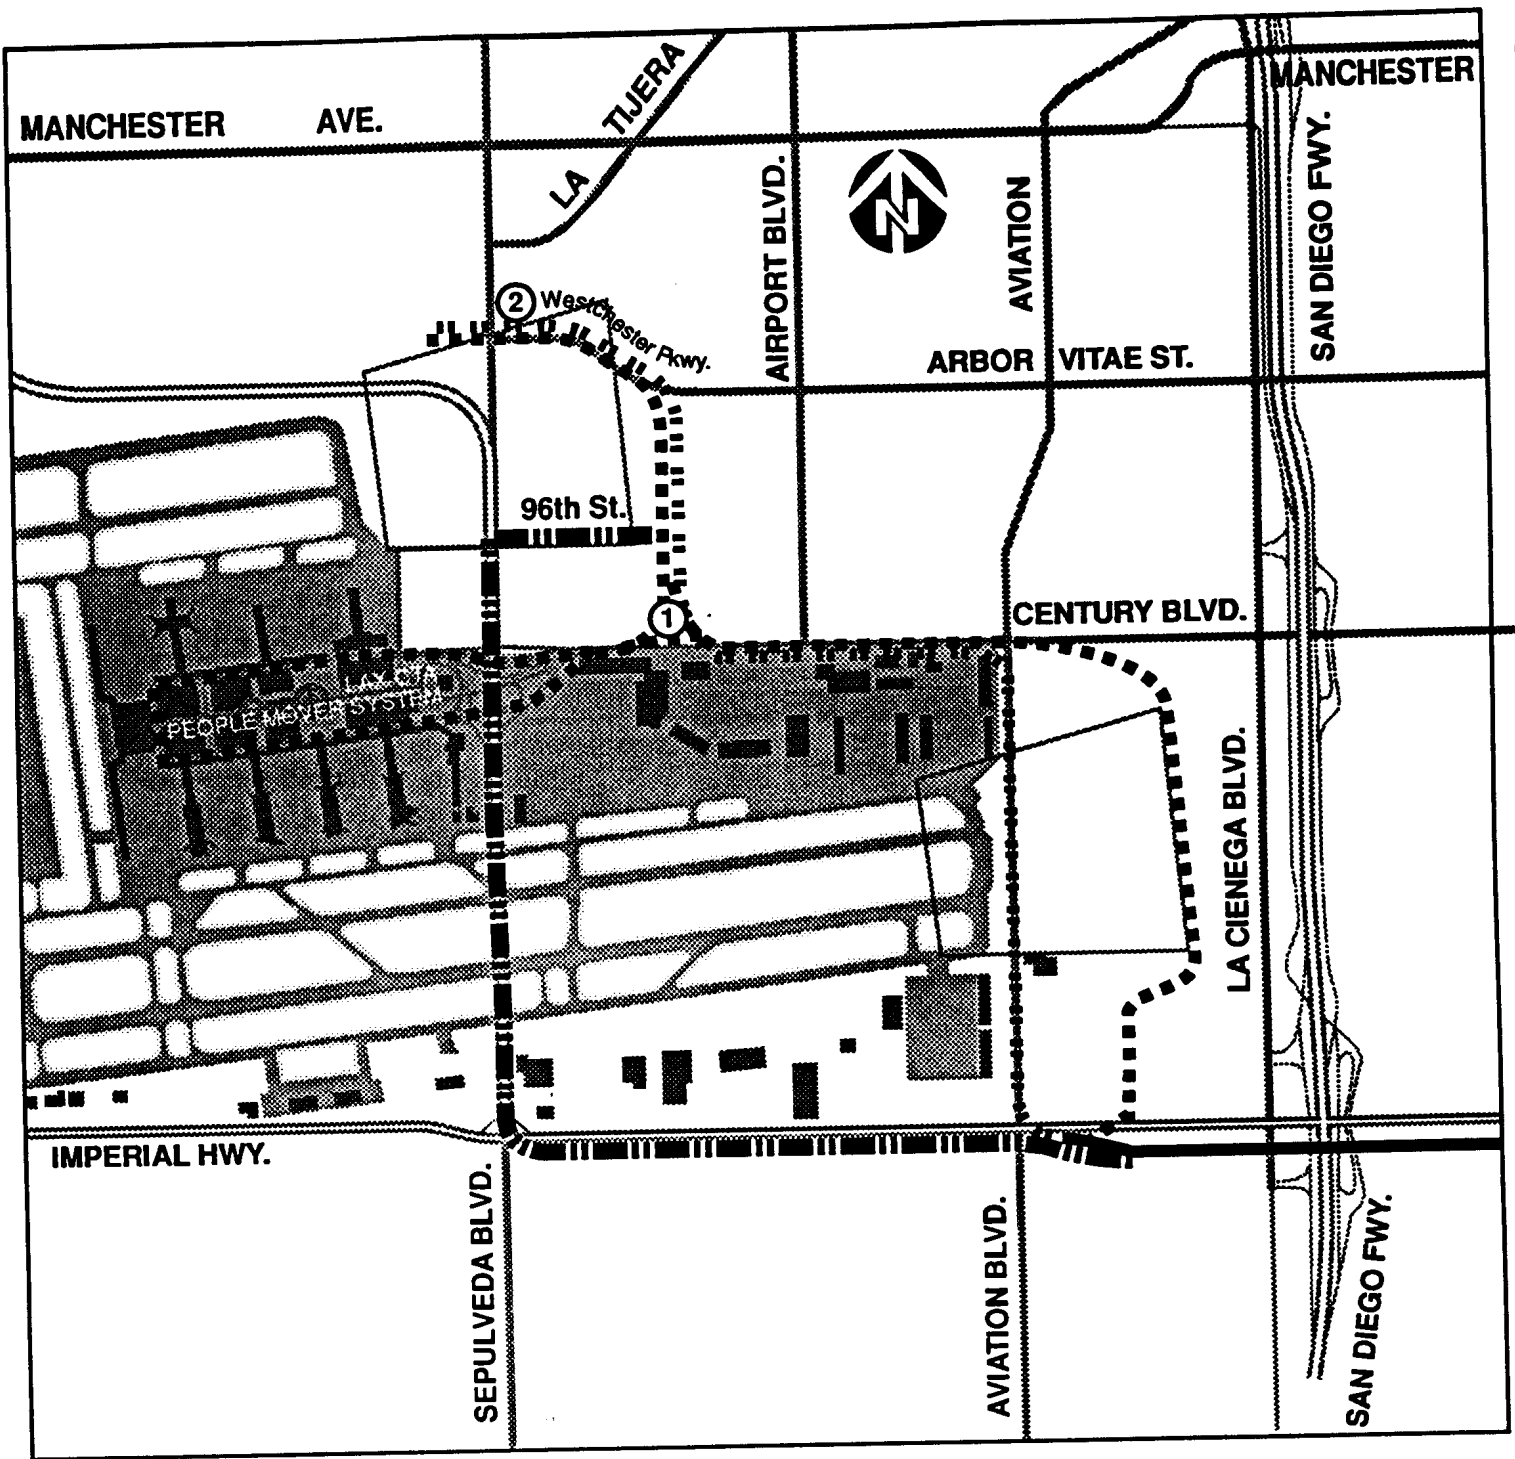 MANCHESTER AVE.
LA TIJERA
MANCHESTER
AIRPORT BLVD.
N
AVIATION
SAN DIEGO FWY.
2
Westchester Pkwy.
ARBOR VITAE ST.
96th St.
1
CENTURY BLVD.
LAX CTA
PEOPLE MOVER SYSTEM
LA CIENEGA BLVD.
IMPERIAL HWY.
SEPULVEDA BLVD.
AVIATION BLVD.
SAN DIEGO FWY.